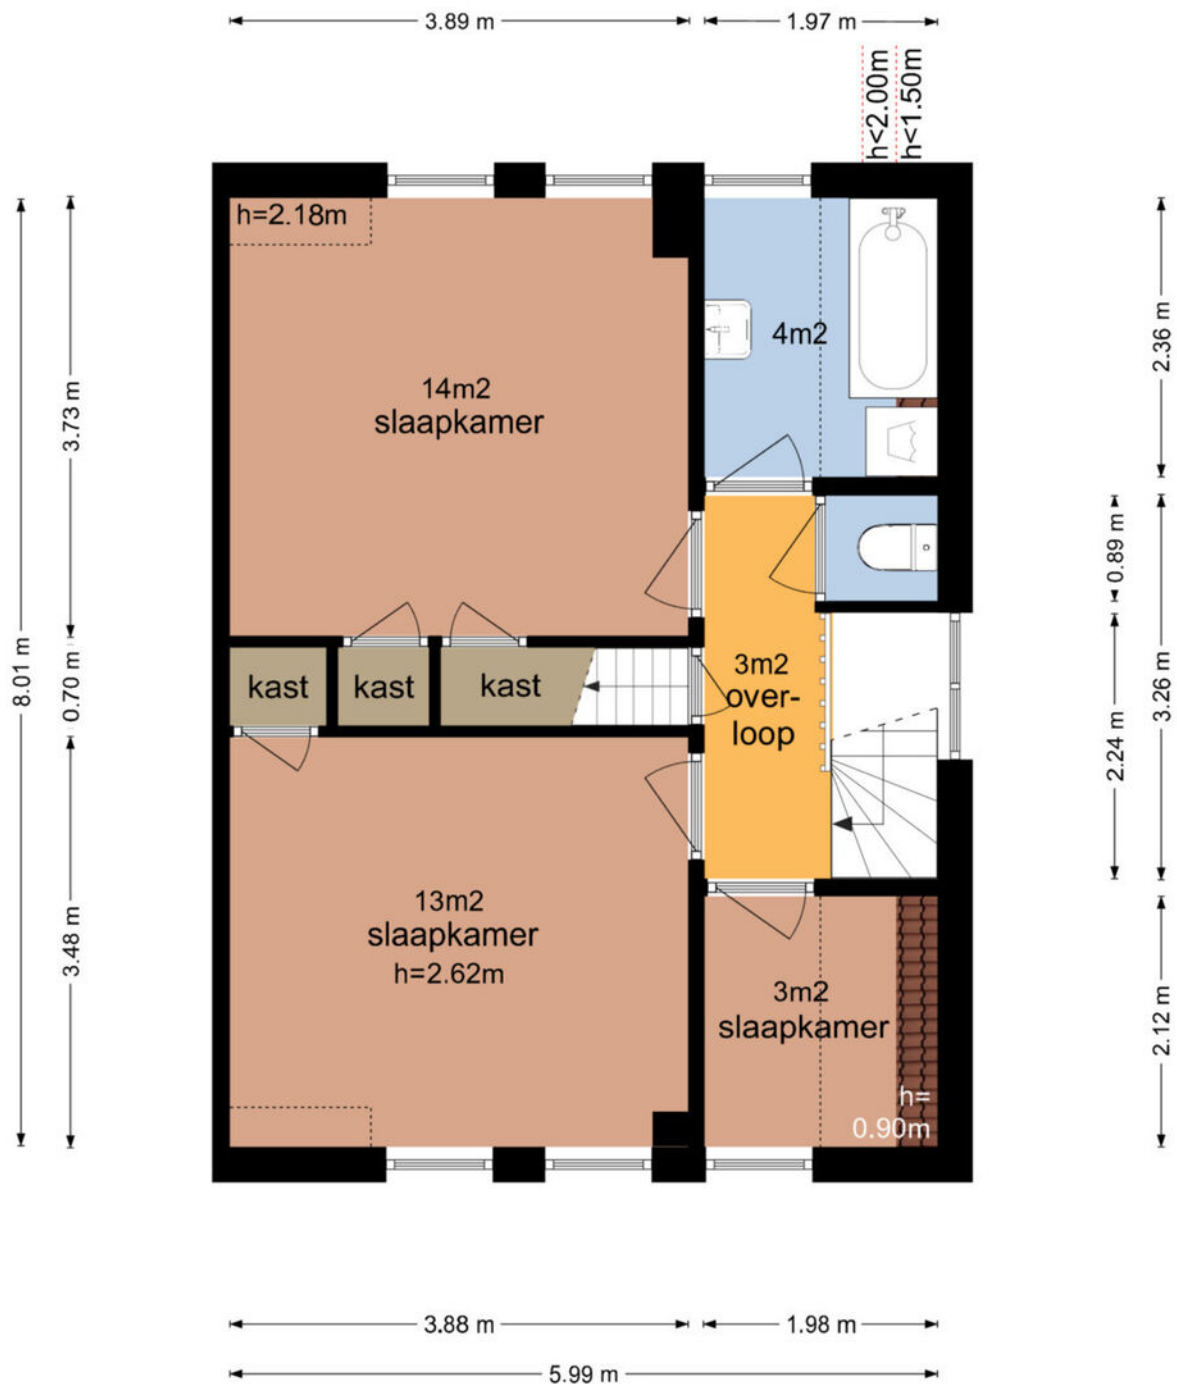 3.89 m
1.97 m
h<2.00m
h<1.50m
h=2.18m
14m2
slaapkamer
4m2
3.73 m
0.70 m
3.48 m
8.01 m
2.36 m
0.89 m
3.26 m
2.24 m
2.12 m
kast
kast
kast
3m2
over-
loop
13m2
slaapkamer
h=2.62m
3m2
slaapkamer
h=
0.90m
3.88 m
1.98 m
5.99 m